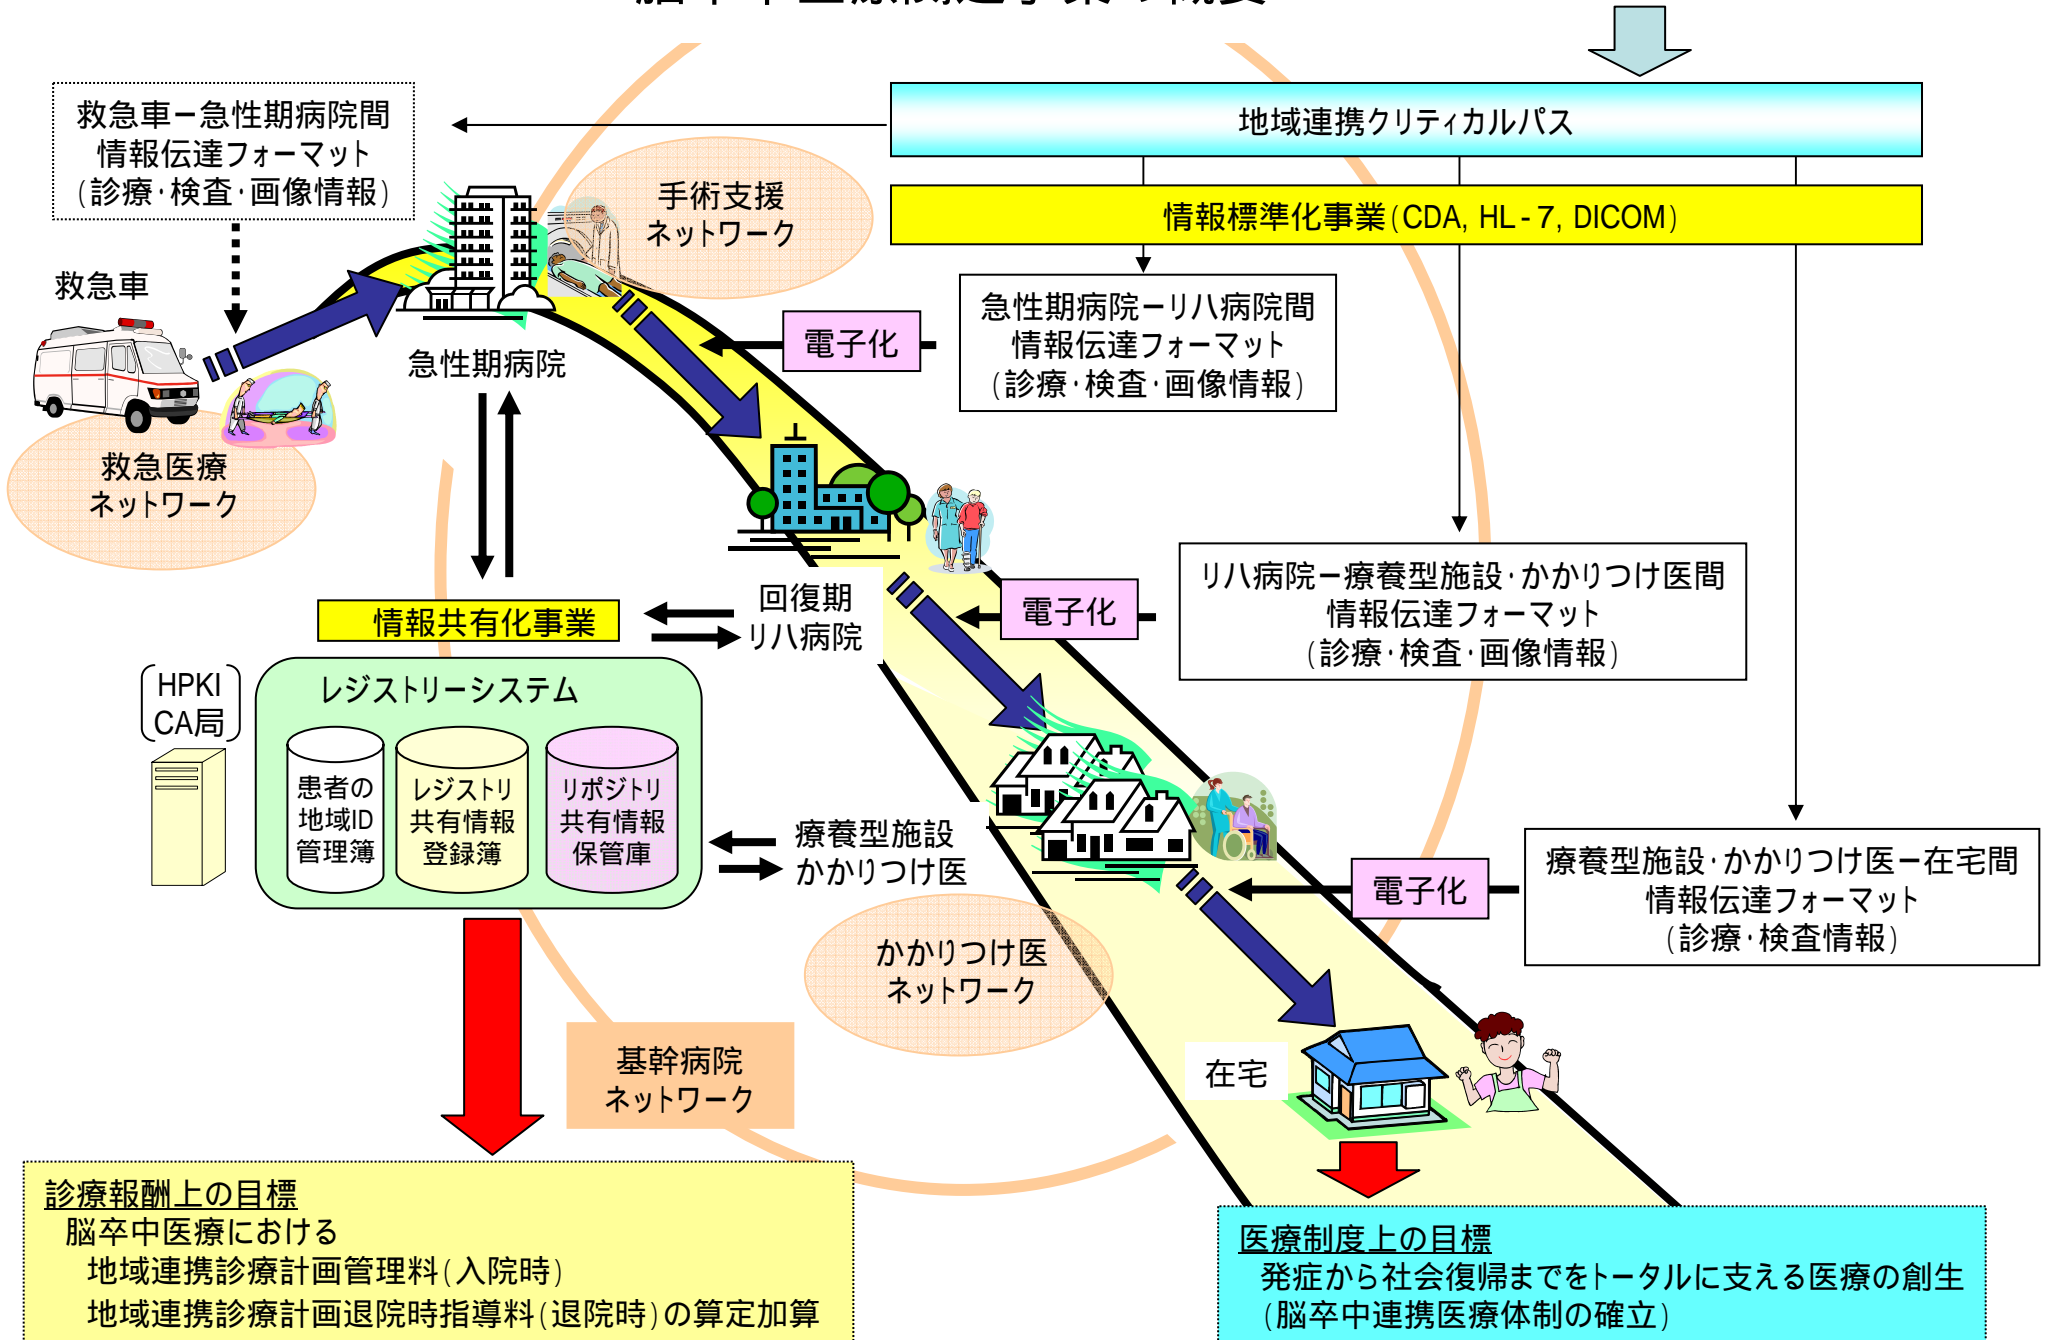 救急車－急性期病院間
情報伝達フォーマット
(診療・検査・画像情報)
地域連携クリティカルパス
情報標準化事業(CDA, HL-7, DICOM)
手術支援
ネットワーク
救急車
急性期病院
救急医療
ネットワーク
電子化
急性期病院－リハ病院間
情報伝達フォーマット
(診療・検査・画像情報)
回復期
リハ病院
情報共有化事業
電子化
リハ病院－療養型施設・かかりつけ医間
情報伝達フォーマット
(診療・検査・画像情報)
HPKI
CA局
レジストリーシステム
患者の
地域ID
管理簿
レジストリ
共有情報
登録簿
リポジトリ
共有情報
保管庫
療養型施設
かかりつけ医
電子化
療養型施設・かかりつけ医－在宅間
情報伝達フォーマット
(診療・検査情報)
かかりつけ医
ネットワーク
基幹病院
ネットワーク
在宅
診療報酬上の目標
脳卒中医療における
地域連携診療計画管理料(入院時)
地域連携診療計画退院時指導料(退院時)の算定加算
医療制度上の目標
発症から社会復帰までをトータルに支える医療の創生
(脳卒中連携医療体制の確立)